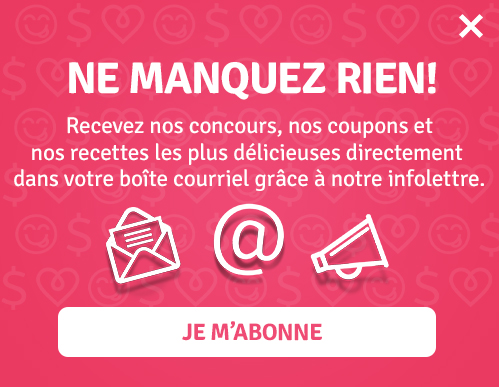 NE MANQUEZ RIEN!
Recevez nos concours, nos coupons et
nos recettes les plus délicieuses directement
dans votre boîte courriel grâce à notre infolettre.
@
JE M'ABONNE